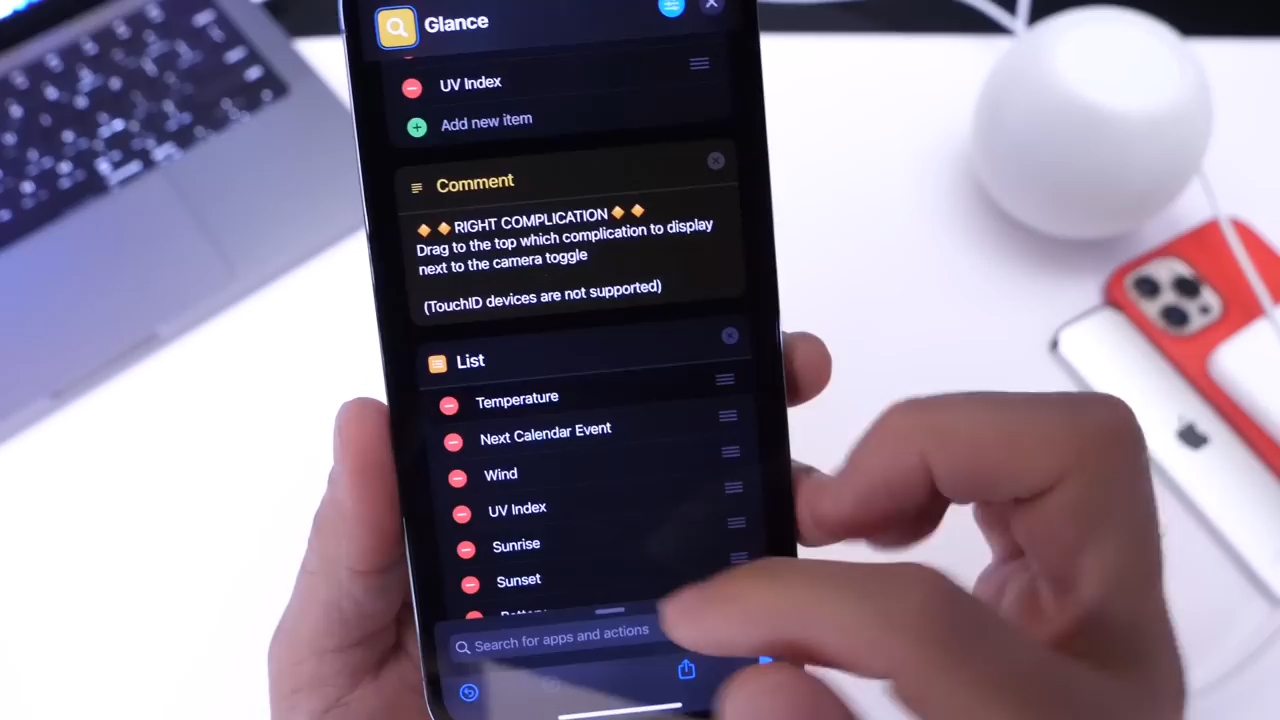 Glance
UV Index
Add new item
Comment
🔶🔶RIGHT COMPLICATION🔶🔶
Drag to the top which complication to display
next to the camera toggle
(TouchID devices are not supported)
List
Temperature
Next Calendar Event
Wind
UV Index
Sunrise
Sunset
Search for apps and actions